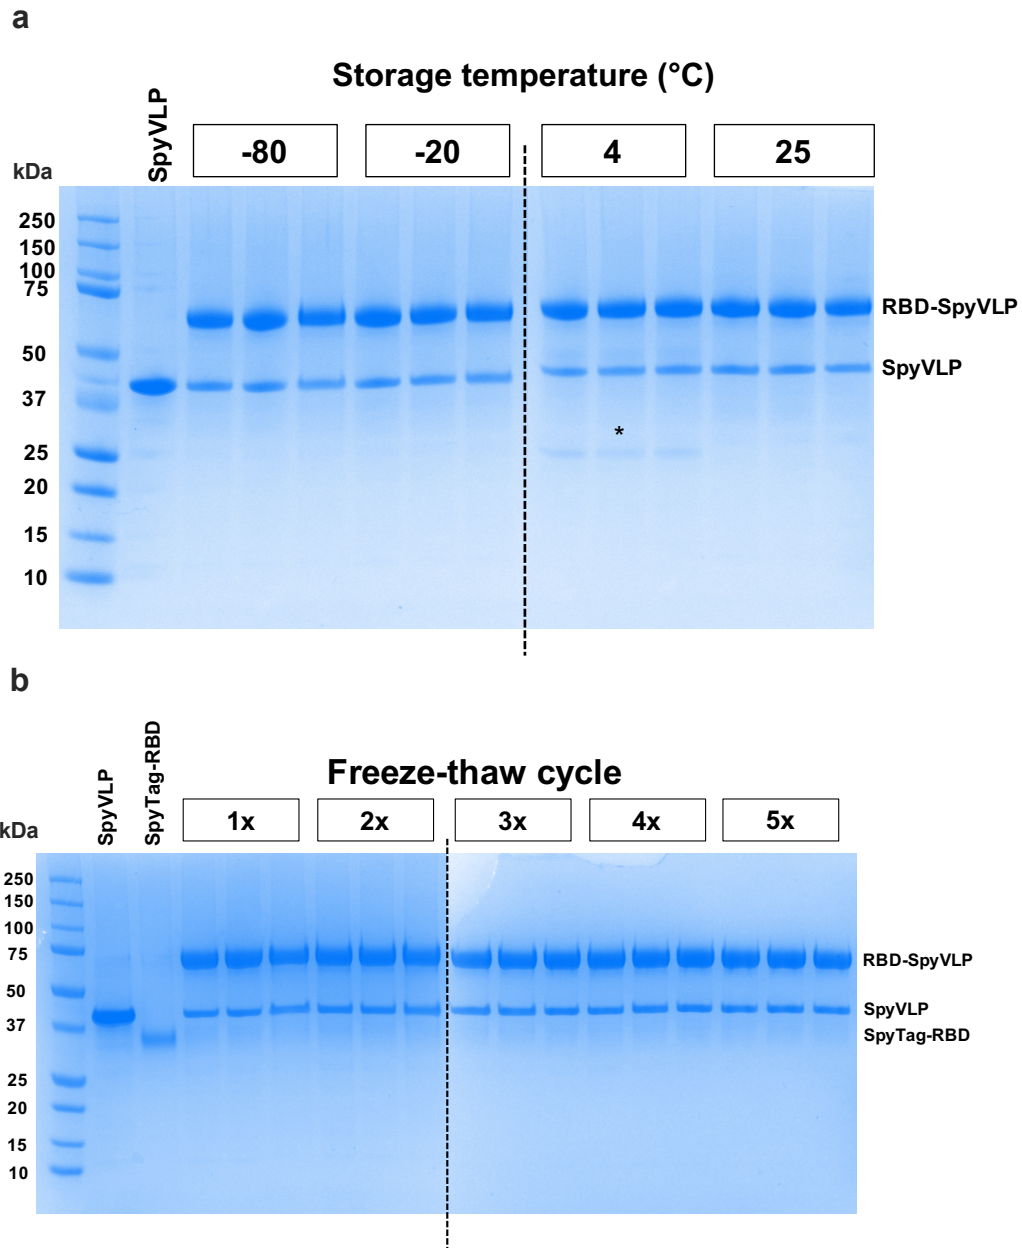 a
Storage temperature (°C)
SpyVLP
-80
-20
4
25
kDa
250
150
100
75
50
37
25
20
15
10
RBD-SpyVLP
SpyVLP
*
b
SpyVLP
SpyTag-RBD
Freeze-thaw cycle
1x
2x
3x
4x
5x
kDa
250
150
100
75
50
37
25
20
15
10
RBD-SpyVLP
SpyVLP
SpyTag-RBD